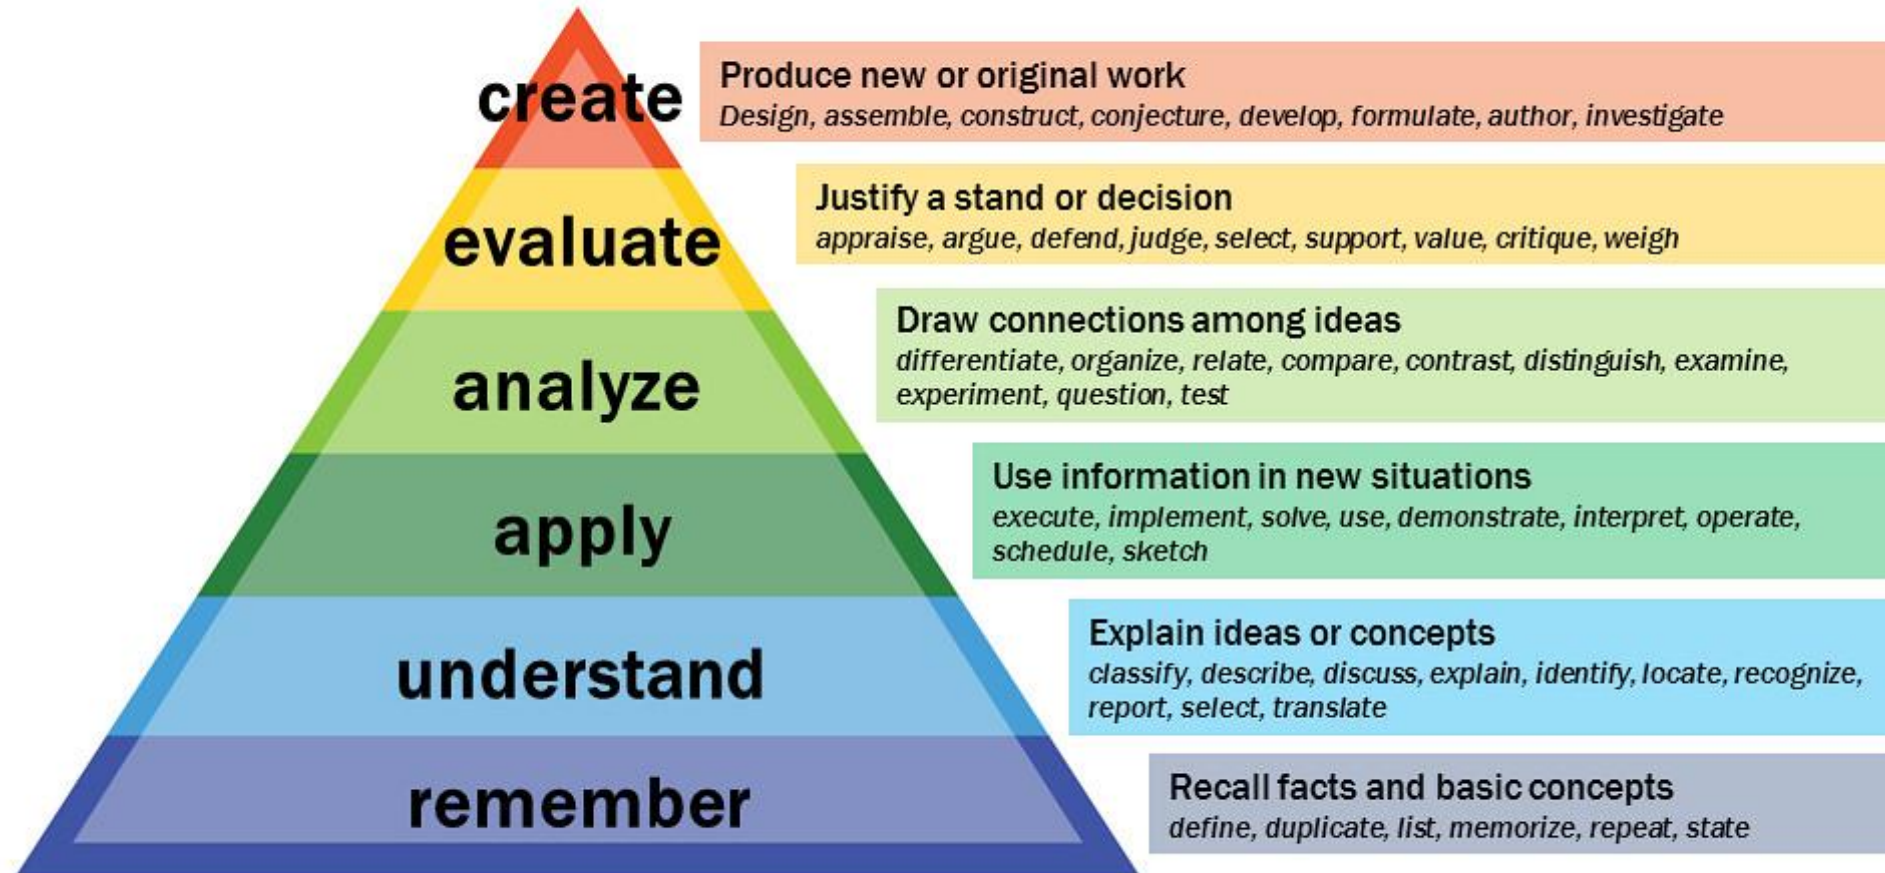 create
Produce new or original work
Design, assemble, construct, conjecture, develop, formulate, author, investigate
evaluate
Justify a stand or decision
appraise, argue, defend, judge, select, support, value, critique, weigh
analyze
Draw connections among ideas
differentiate, organize, relate, compare, contrast, distinguish, examine,
experiment, question, test
apply
Use information in new situations
execute, implement, solve, use, demonstrate, interpret, operate,
schedule, sketch
understand
Explain ideas or concepts
classify, describe, discuss, explain, identify, locate, recognize,
report, select, translate
remember
Recall facts and basic concepts
define, duplicate, list, memorize, repeat, state